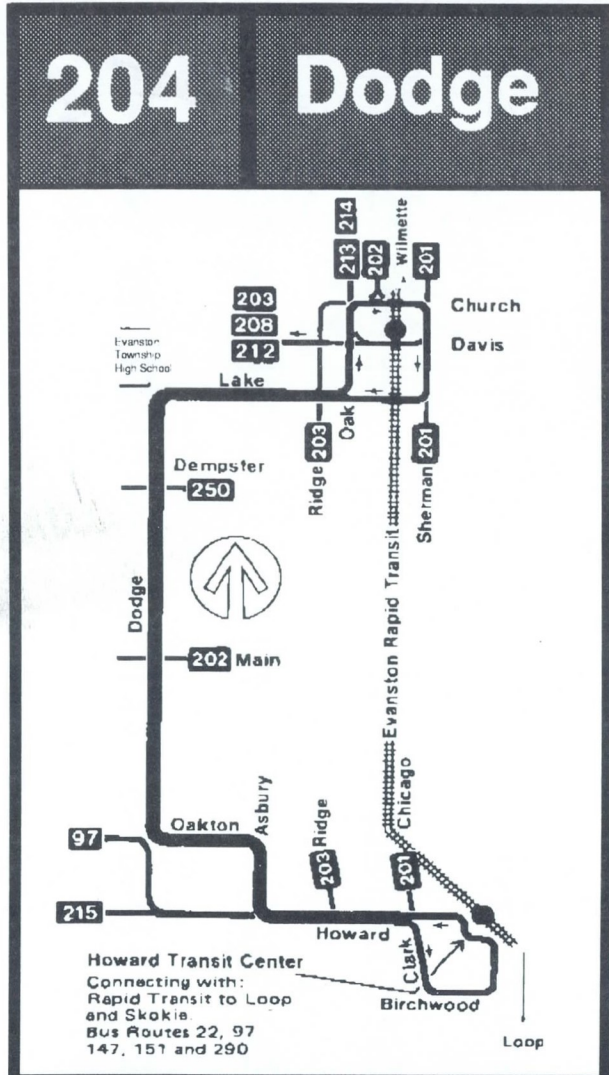 204 Dodge
214
213
202
Wilmette
201
203
208
212
Church
Davis
Evanston
Township
High School
Lake
Ridge 203
Oak
Sherman 201
Dempster
250
Dodge
202 Main
Evanston Rapid Transit
Chicago
Asbury
Oakton
97
203 Ridge
201
215
Howard
Clark
Birchwood
Loop
Howard Transit Center
Connecting with:
Rapid Transit to Loop
and Skokie.
Bus Routes 22, 97
147, 151 and 290